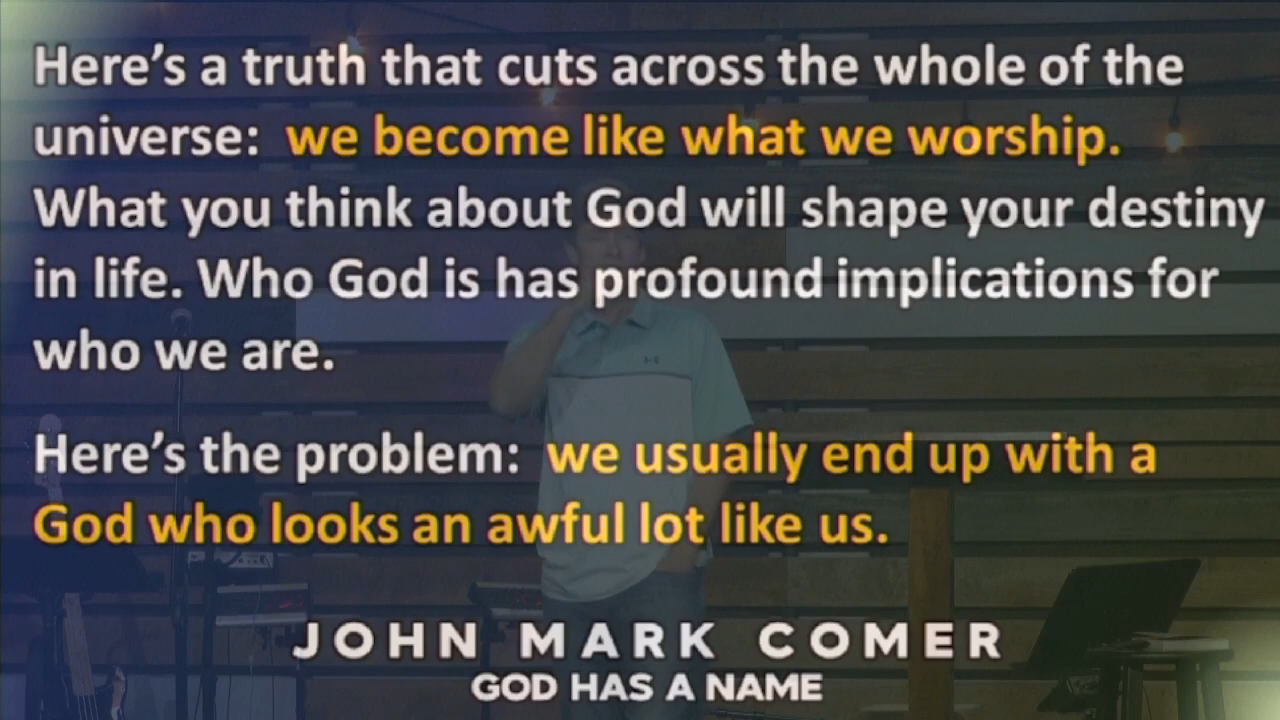 Here’s a truth that cuts across the whole of the
universe: we become like what we worship.
What you think about God will shape your destiny
in life. Who God is has profound implications for
who we are.
Here’s the problem: we usually end up with a
God who looks an awful lot like us.
JOHN MARK COMER
GOD HAS A NAME